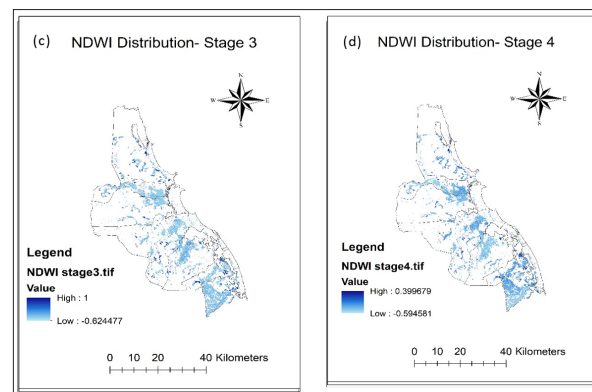 (c) NDWI Distribution- Stage 3
N
W E
S
Legend
NDWI stage3.tif
Value
High : 1
Low : -0.624477
0 10 20 40 Kilometers
(d) NDWI Distribution- Stage 4
N
W E
S
Legend
NDWI stage4.tif
Value
High : 0.399679
Low : -0.594581
0 10 20 40 Kilometers